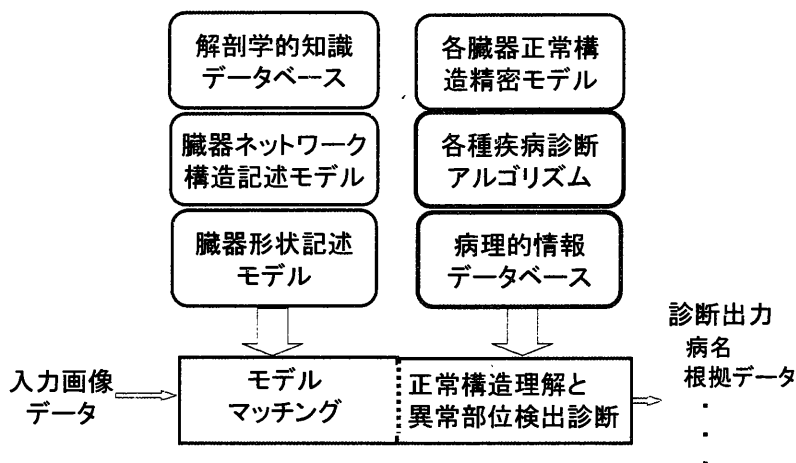 解剖学的知識
データベース
各臓器正常構
造精密モデル
臓器ネットワーク
構造記述モデル
各種疾病診断
アルゴリズム
臓器形状記述
モデル
病理的情報
データベース
入力画像
データ
モデル
マッチング
正常構造理解と
異常部位検出診断
診断出力
病名
根拠データ
・
・
・